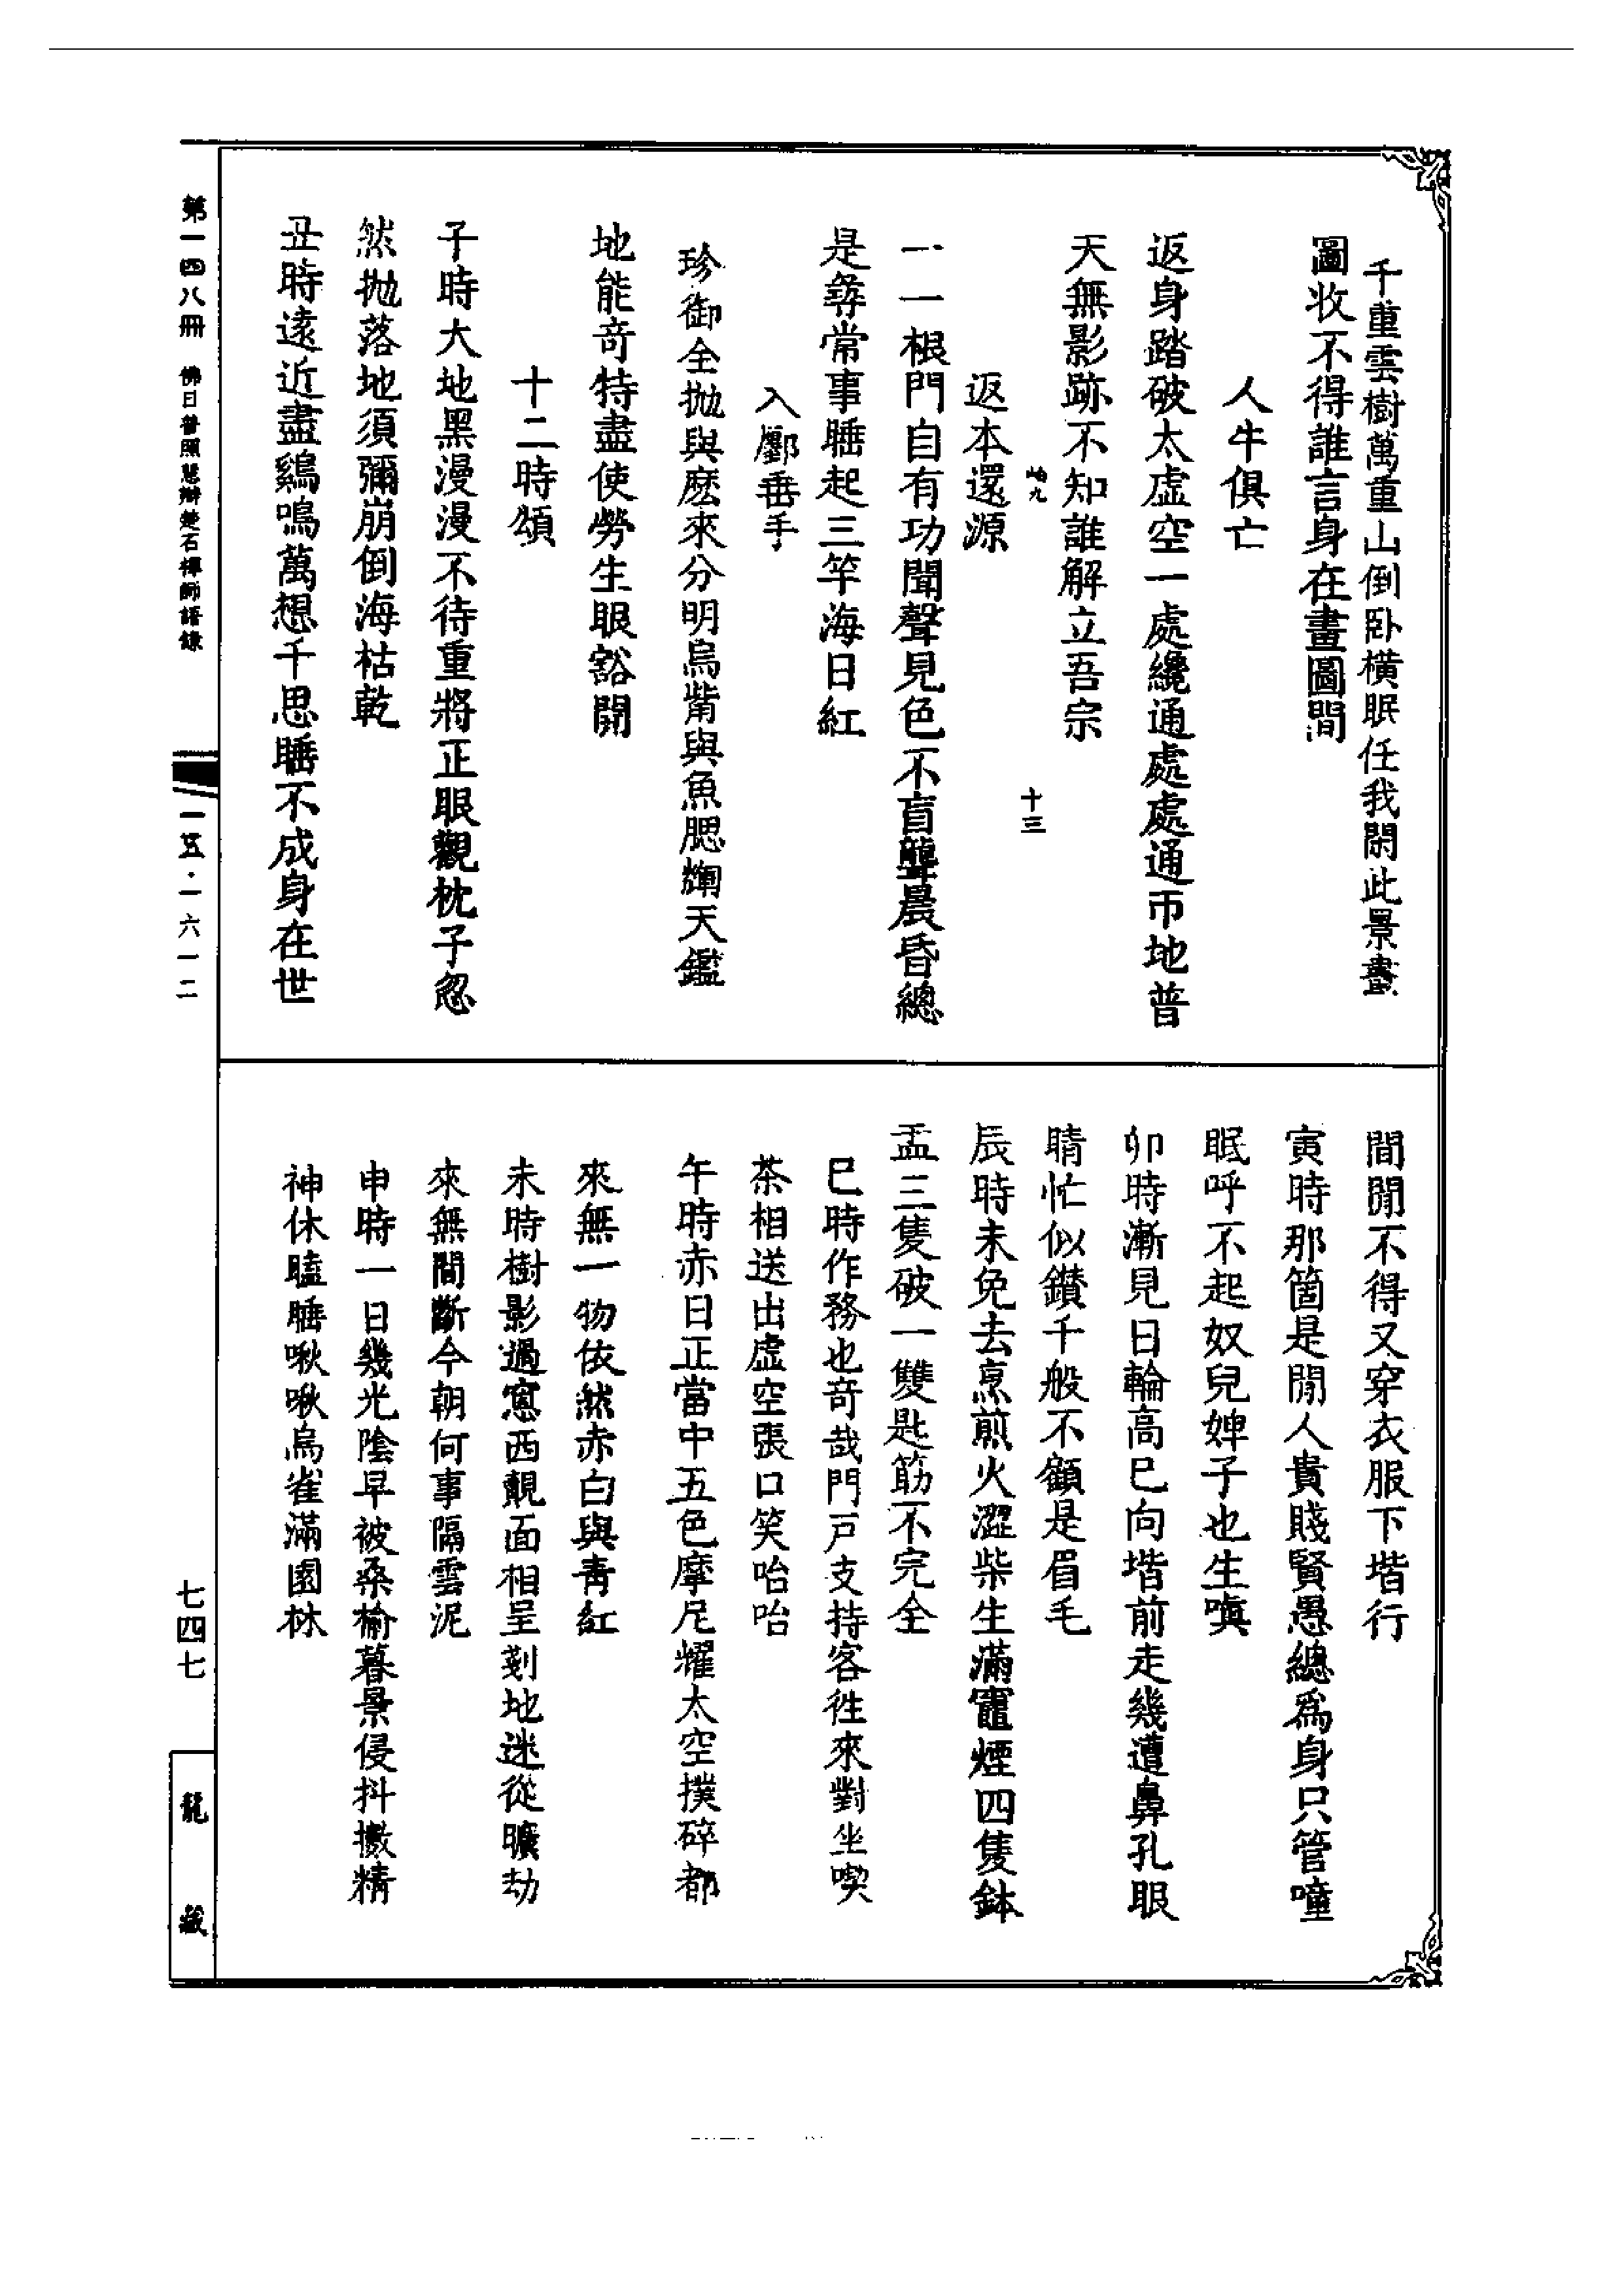 千重雲樹萬重山倒卧橫眠任我閑此景畫
圖收不得誰言身在畫圖間
人牛俱亡
返身踏破太虛空一處纔通處處通帀地普
天無影跡不知誰解立吾宗
十三
返本還源
一一根門自有功聞聲見色不盲聾晨昏總
是尋常事睡起三竿海日紅
入鄽垂手
珍御全抛與麽來分明烏觜與魚腮爛天鑑
地能竒特盡使勞生眼豁開
十二時頌
子時大地黑漫漫不待重將正眼觀枕子忽
然抛落地須彌崩倒海枯乾
丑時遠近盡鷄鳴萬想千思睡不成身在世
間閒不得又穿衣服下堦行
寅時那箇是閒人貴賤賢愚總爲身只管噇
眠呼不起奴兒婢子也生嗔
卯時漸見日輪高巳向堦前走幾遭鼻孔眼
睛忙似鑚千般不顧是眉毛
辰時未免去烹煎火澀柴生滿竈煙四隻鉢
盂三隻破一雙匙筯不完全
巳時作務也竒哉門戸支持客徃來對坐喫
茶相送出虛空張口笑咍咍
午時赤日正當中五色摩尼耀太空撲碎都
來無一物依然赤白與青紅
未時樹影過窻西覿面相呈剗地迷從曠劫
來無間斷今朝何事隔雲泥
申時一日幾光陰早被桑榆暮景侵抖擻精
神休瞌睡啾啾烏雀滿園林
第一四八冊 佛日普照慧辯楚石禪師語錄
一五五·一六一二
七四七
龍藏